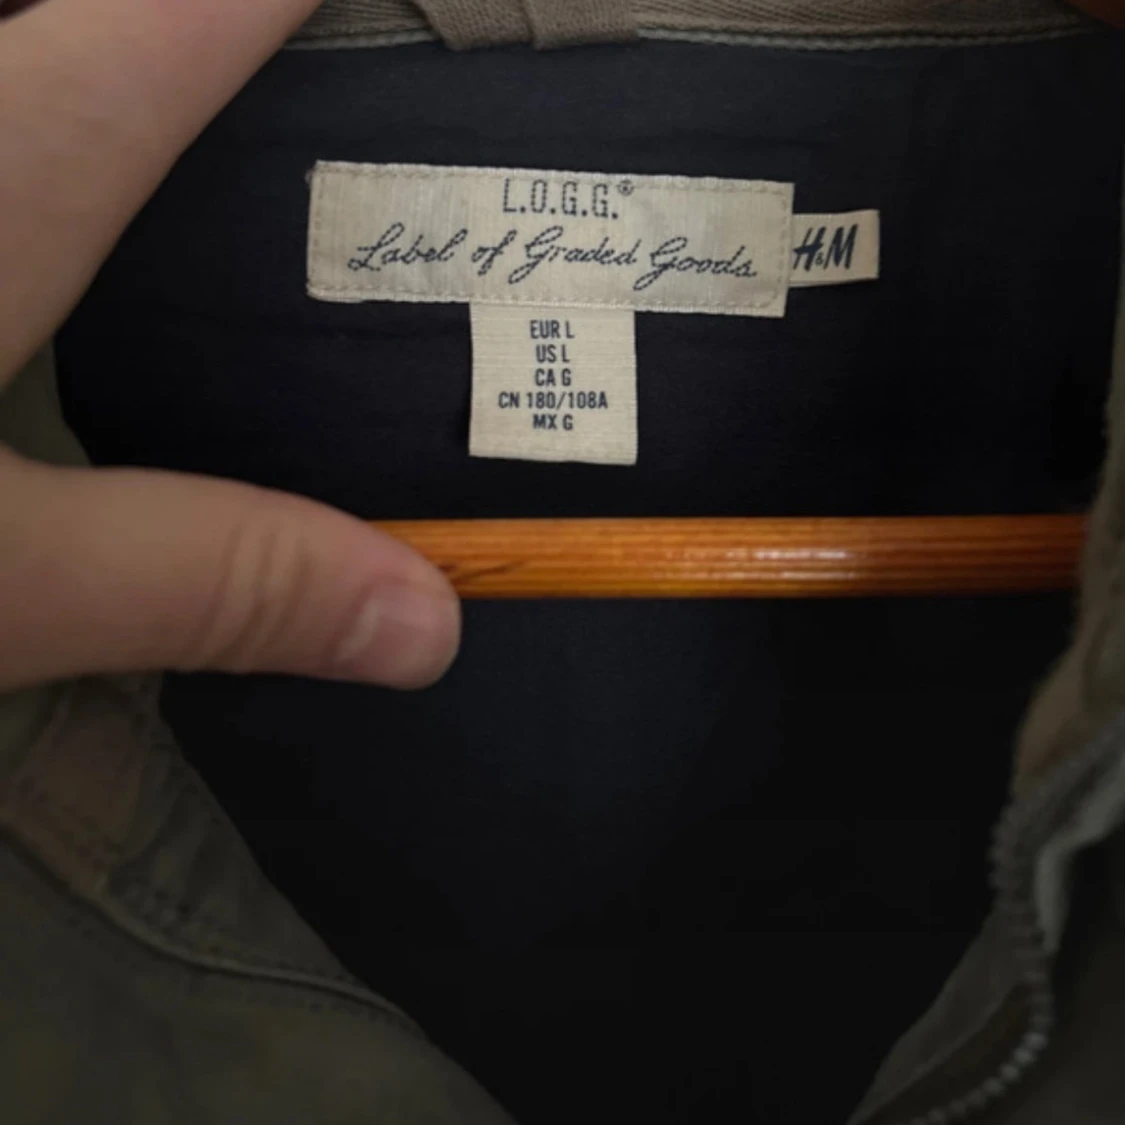 L.O.G.G.®
Label of Graded Goods
H&M
EUR L
US L
CA G
CN 180/108A
MX G